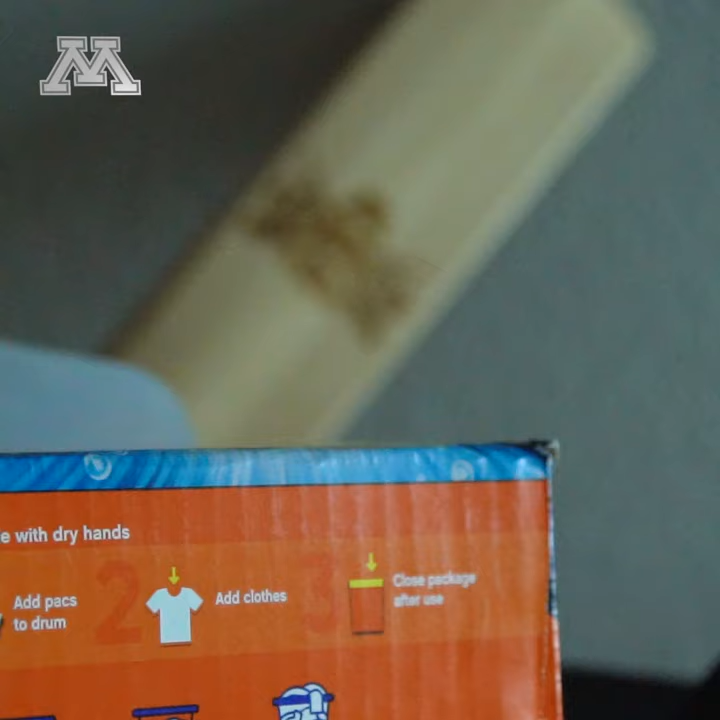 M
e with dry hands
Add pacs
to drum
2
Add clothes
3
Close package
after use